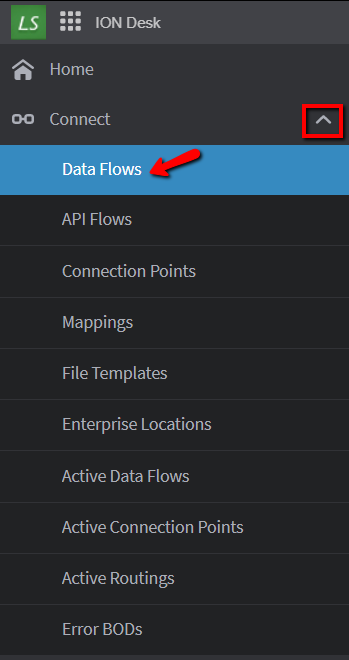 LS ION Desk
Home
Connect
Data Flows
API Flows
Connection Points
Mappings
File Templates
Enterprise Locations
Active Data Flows
Active Connection Points
Active Routings
Error BODs